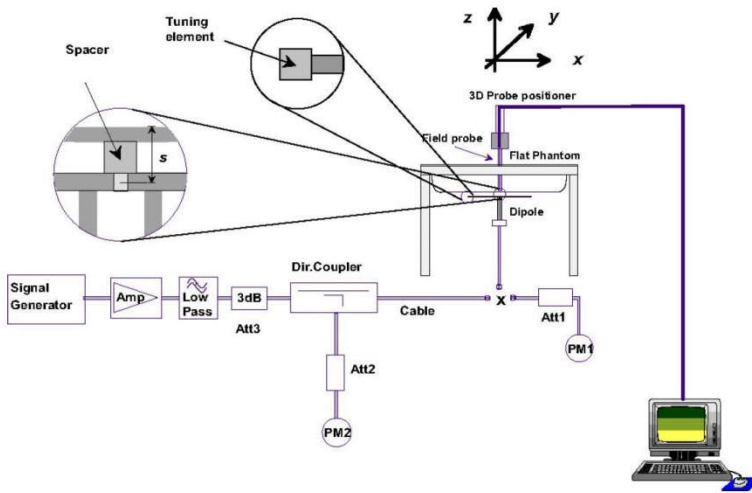 Tuning
element
Spacer
s
z
y
x
3D Probe positioner
Field probe
Flat Phantom
Dipole
Signal
Generator
Amp
Low
Pass
3dB
Att3
Dir.Coupler
Cable
x
Att1
PM1
Att2
PM2